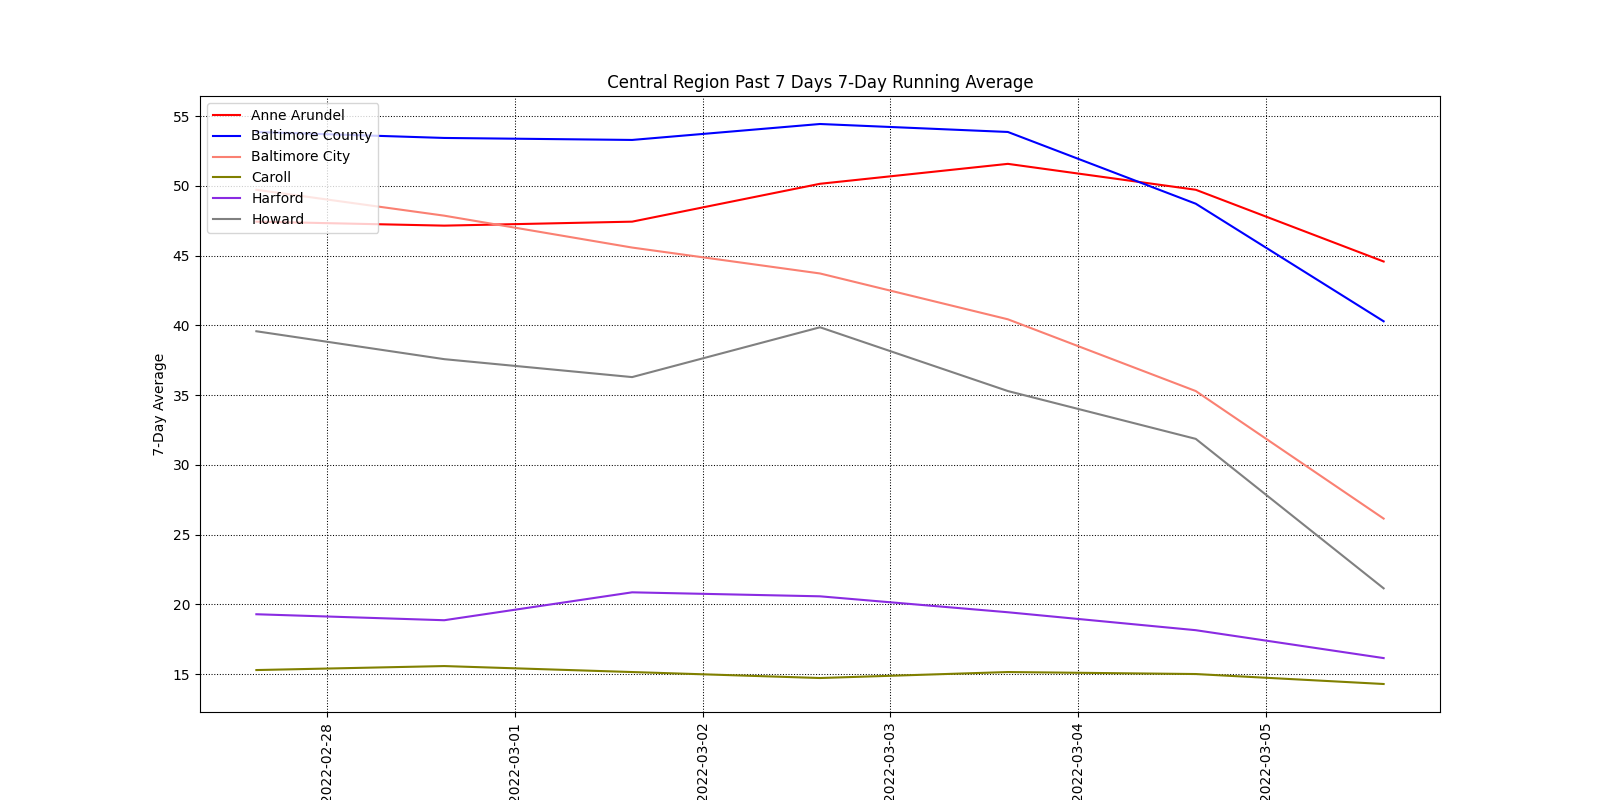 Central Region Past 7 Days 7-Day Running Average
Anne Arundel
Baltimore County
Baltimore City
Caroll
Harford
Howard
7-Day Average
55
50
45
40
35
30
25
20
15
2022-02-28
2022-03-01
2022-03-02
2022-03-03
2022-03-04
2022-03-05